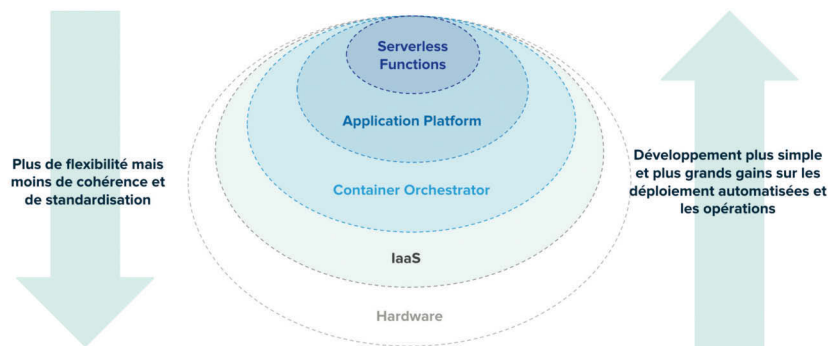 Serverless
Functions
Application Platform
Container Orchestrator
IaaS
Hardware
Plus de flexibilité mais
moins de cohérence et
de standardisation
Développement plus simple
et plus grands gains sur les
déploiement automatisées et
les opérations